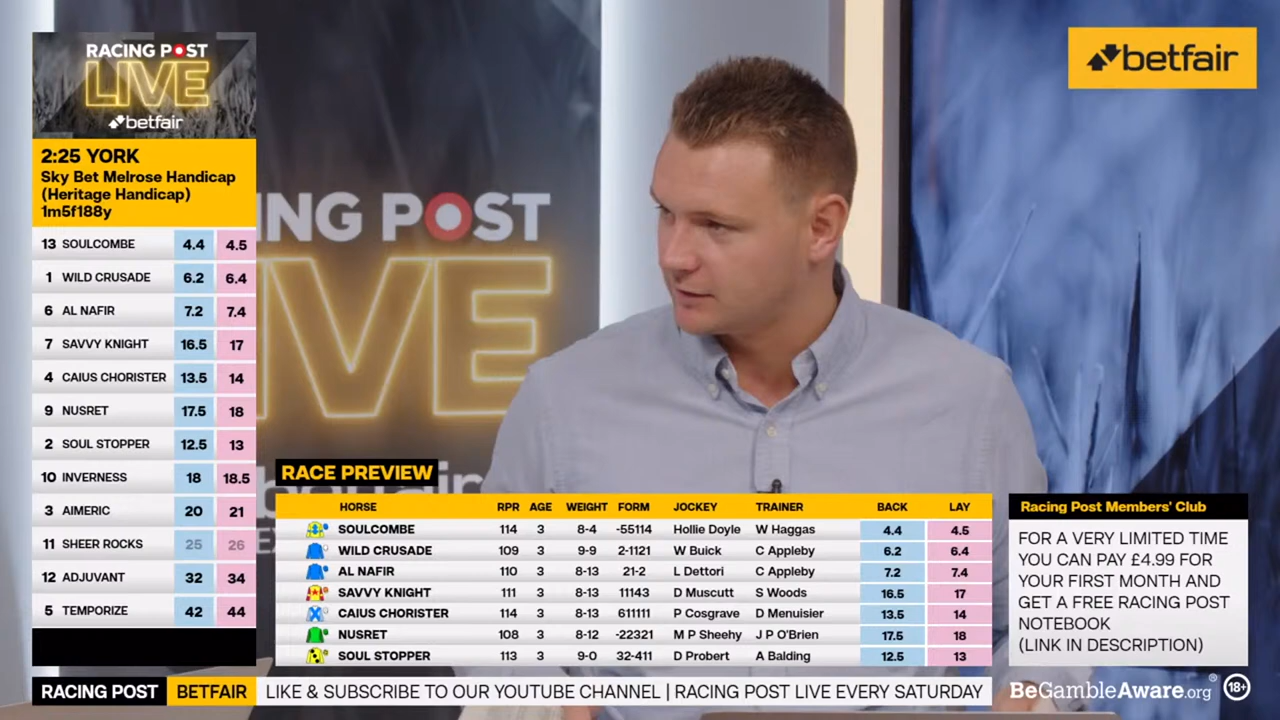 RACING POST
LIVE
betfair
2:25 YORK
Sky Bet Melrose Handicap
(Heritage Handicap)
1m5f188y
13 SOULCOMBE 4.4 4.5
1 WILD CRUSADE 6.2 6.4
6 AL NAFIR 7.2 7.4
7 SAVVY KNIGHT 16.5 17
4 CAIUS CHORISTER 13.5 14
9 NUSRET 17.5 18
2 SOUL STOPPER 12.5 13
10 INVERNESS 18 18.5
3 AIMERIC 20 21
11 SHEER ROCKS 25 26
12 ADJUVANT 32 34
5 TEMPORIZE 42 44
ING POST
IVE
betfair
RACE PREVIEW
HORSE RPR AGE WEIGHT FORM JOCKEY TRAINER BACK LAY
SOULCOMBE 114 3 8-4 -55114 Hollie Doyle W Haggas 4.4 4.5
WILD CRUSADE 109 3 9-9 2-1121 W Buick C Appleby 6.2 6.4
AL NAFIR 110 3 8-13 21-2 L Dettori C Appleby 7.2 7.4
SAVVY KNIGHT 111 3 8-13 11143 D Muscutt S Woods 16.5 17
CAIUS CHORISTER 114 3 8-13 611111 P Cosgrave D Menuisier 13.5 14
NUSRET 108 3 8-12 -22321 M P Sheehy J P O'Brien 17.5 18
SOUL STOPPER 113 3 9-0 32-411 D Probert A Balding 12.5 13
Racing Post Members' Club
FOR A VERY LIMITED TIME
YOU CAN PAY £4.99 FOR
YOUR FIRST MONTH AND
GET A FREE RACING POST
NOTEBOOK
(LINK IN DESCRIPTION)
RACING POST BETFAIR LIKE & SUBSCRIBE TO OUR YOUTUBE CHANNEL | RACING POST LIVE EVERY SATURDAY
BeGambleAware.org® 18+